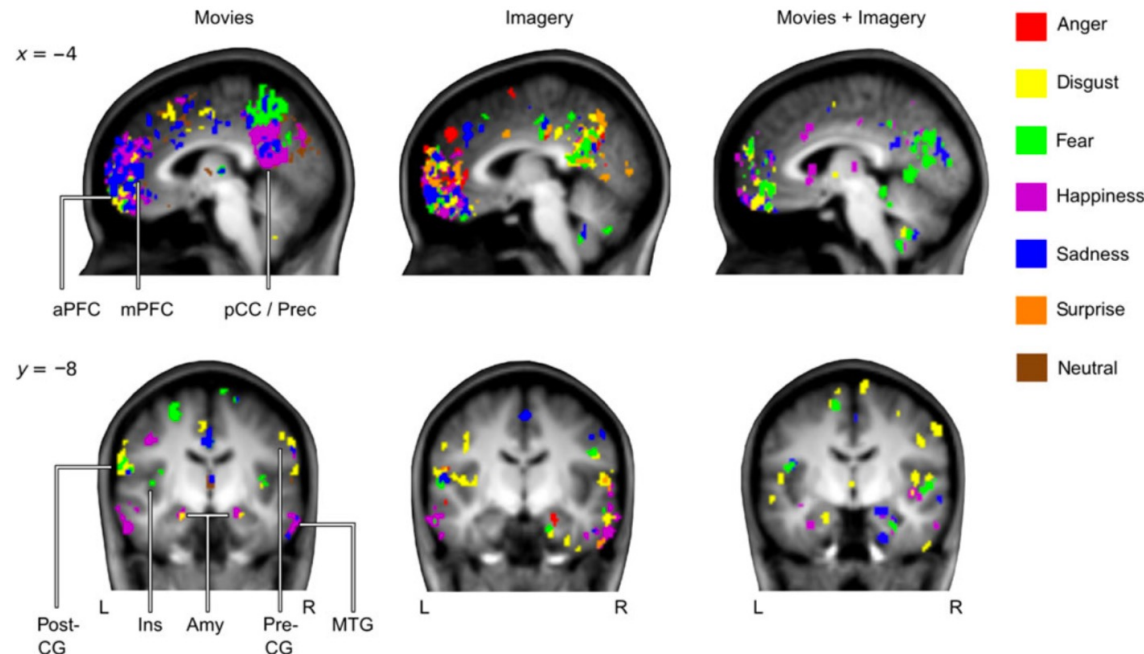 Movies
Imagery
Movies + Imagery
x = −4
Anger
Disgust
Fear
Happiness
Sadness
Surprise
Neutral
aPFC
mPFC
pCC / Prec
y = −8
L
R
L
R
L
R
Post-
CG
Ins
Amy
Pre-
CG
MTG